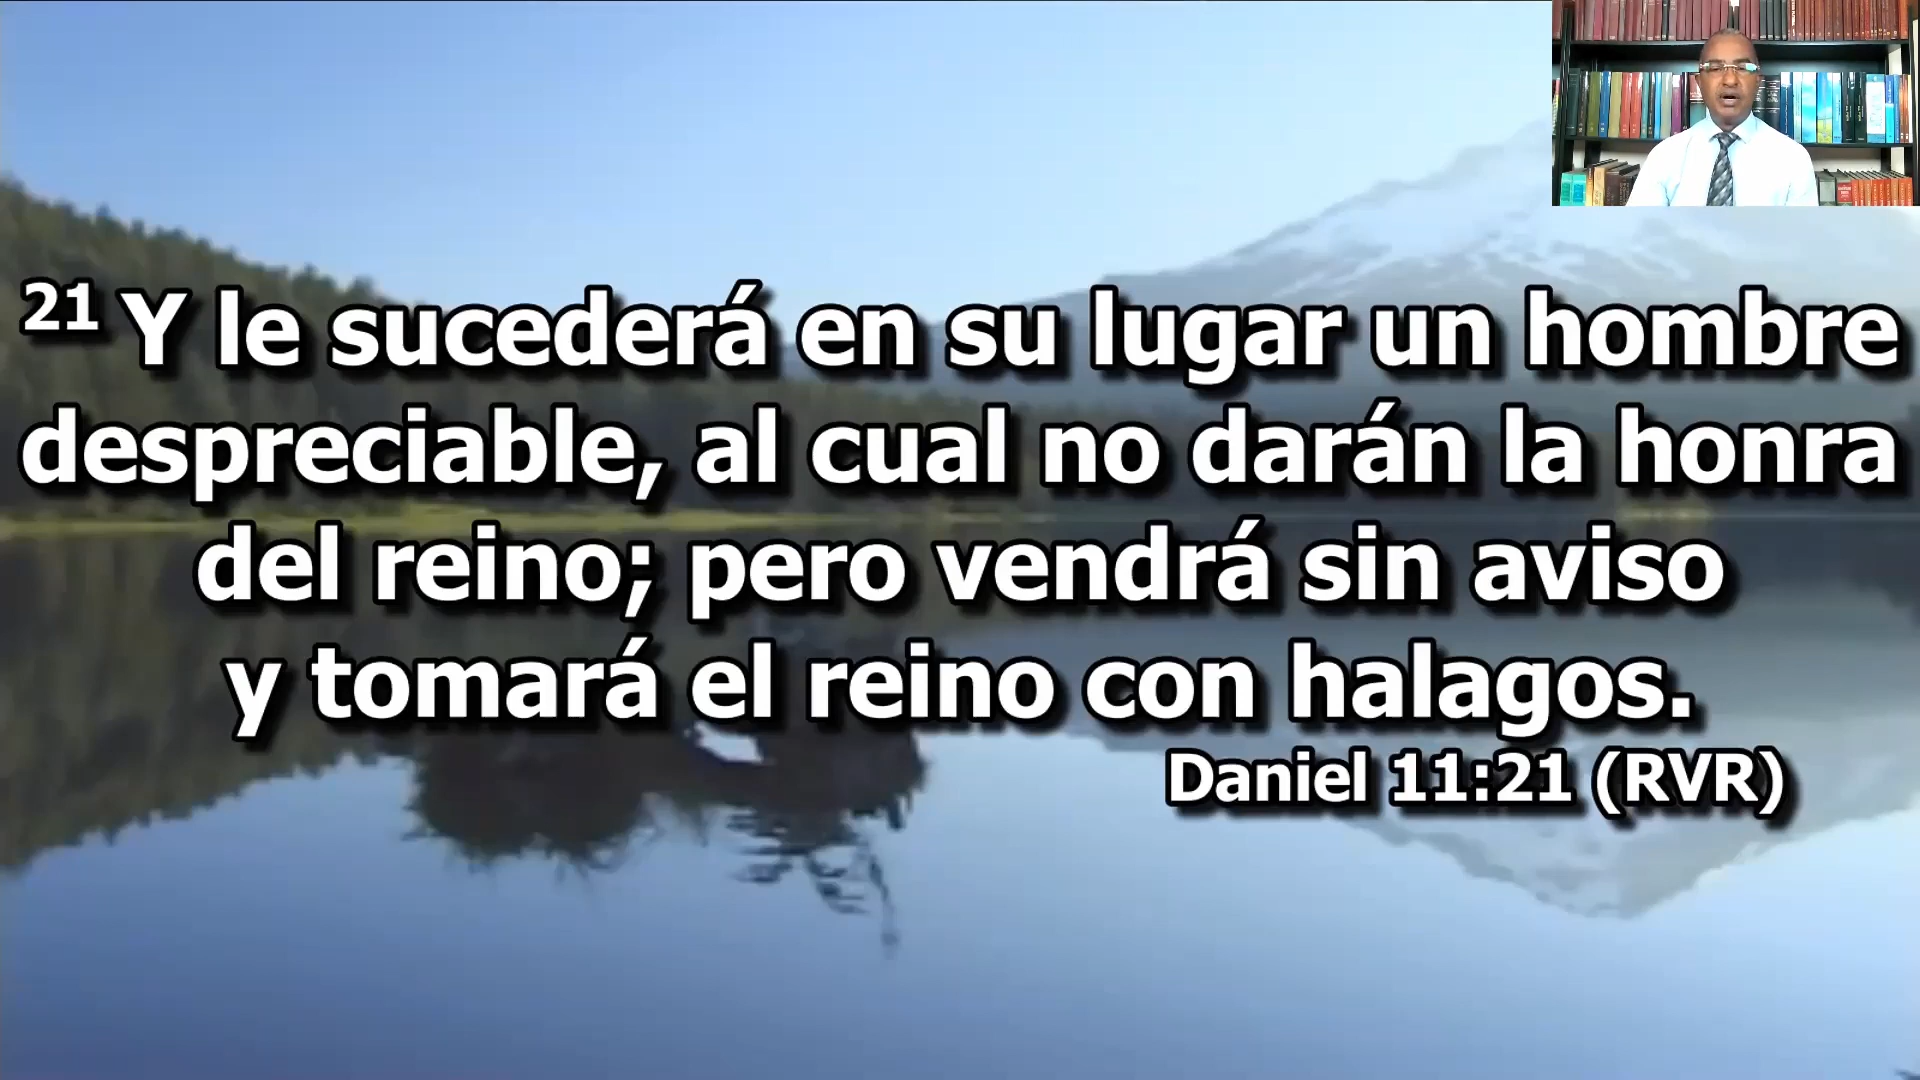 21 Y le sucederá en su lugar un hombre
despreciable, al cual no darán la honra
del reino; pero vendrá sin aviso
y tomará el reino con halagos.
Daniel 11:21 (RVR)